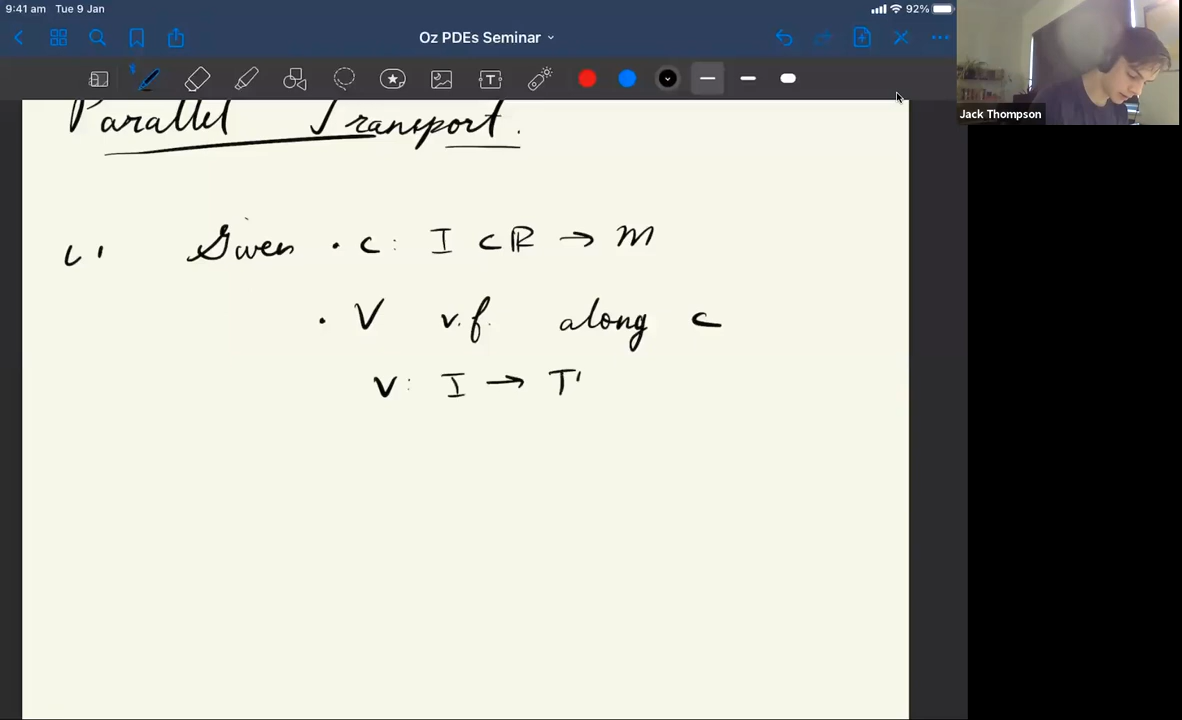 9:41 am Tue 9 Jan
92%
Oz PDEs Seminar
Jack Thompson
Parallel Transport.
Given · c: I ⊂ ℝ → M
· V v.f. along c
V: I → T